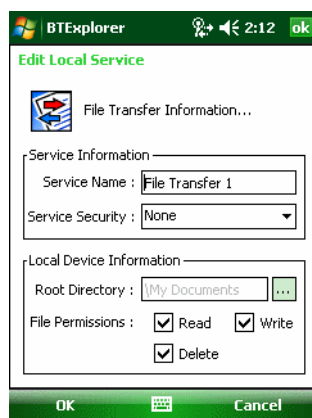 BTExplorer 2:12 ok
Edit Local Service
File Transfer Information...
Service Information
Service Name : File Transfer 1
Service Security : None
Local Device Information
Root Directory : \My Documents ...
File Permissions : Read Write
Delete
OK Cancel